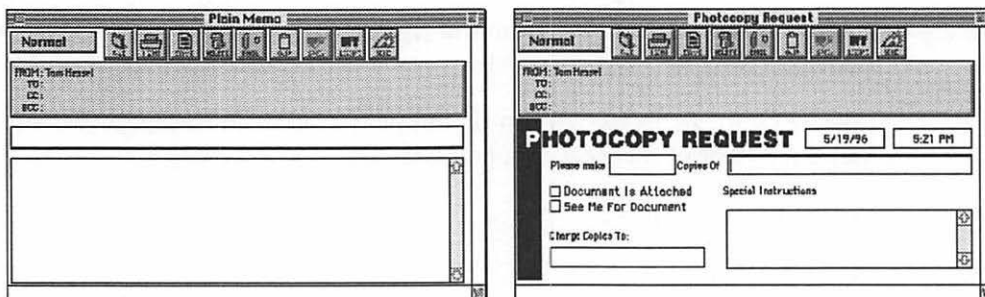 Plain Memo
Normal
FROM: Tom Hessel
TO:
CC:
BCC:
Photocopy Request
Normal
FROM: Tom Hessel
TO:
CC:
BCC:
PHOTOCOPY REQUEST 5/19/96 5:21 PM
Please make Copies Of
Document Is Attached
See Me For Document
Special Instructions
Charge Copies To: